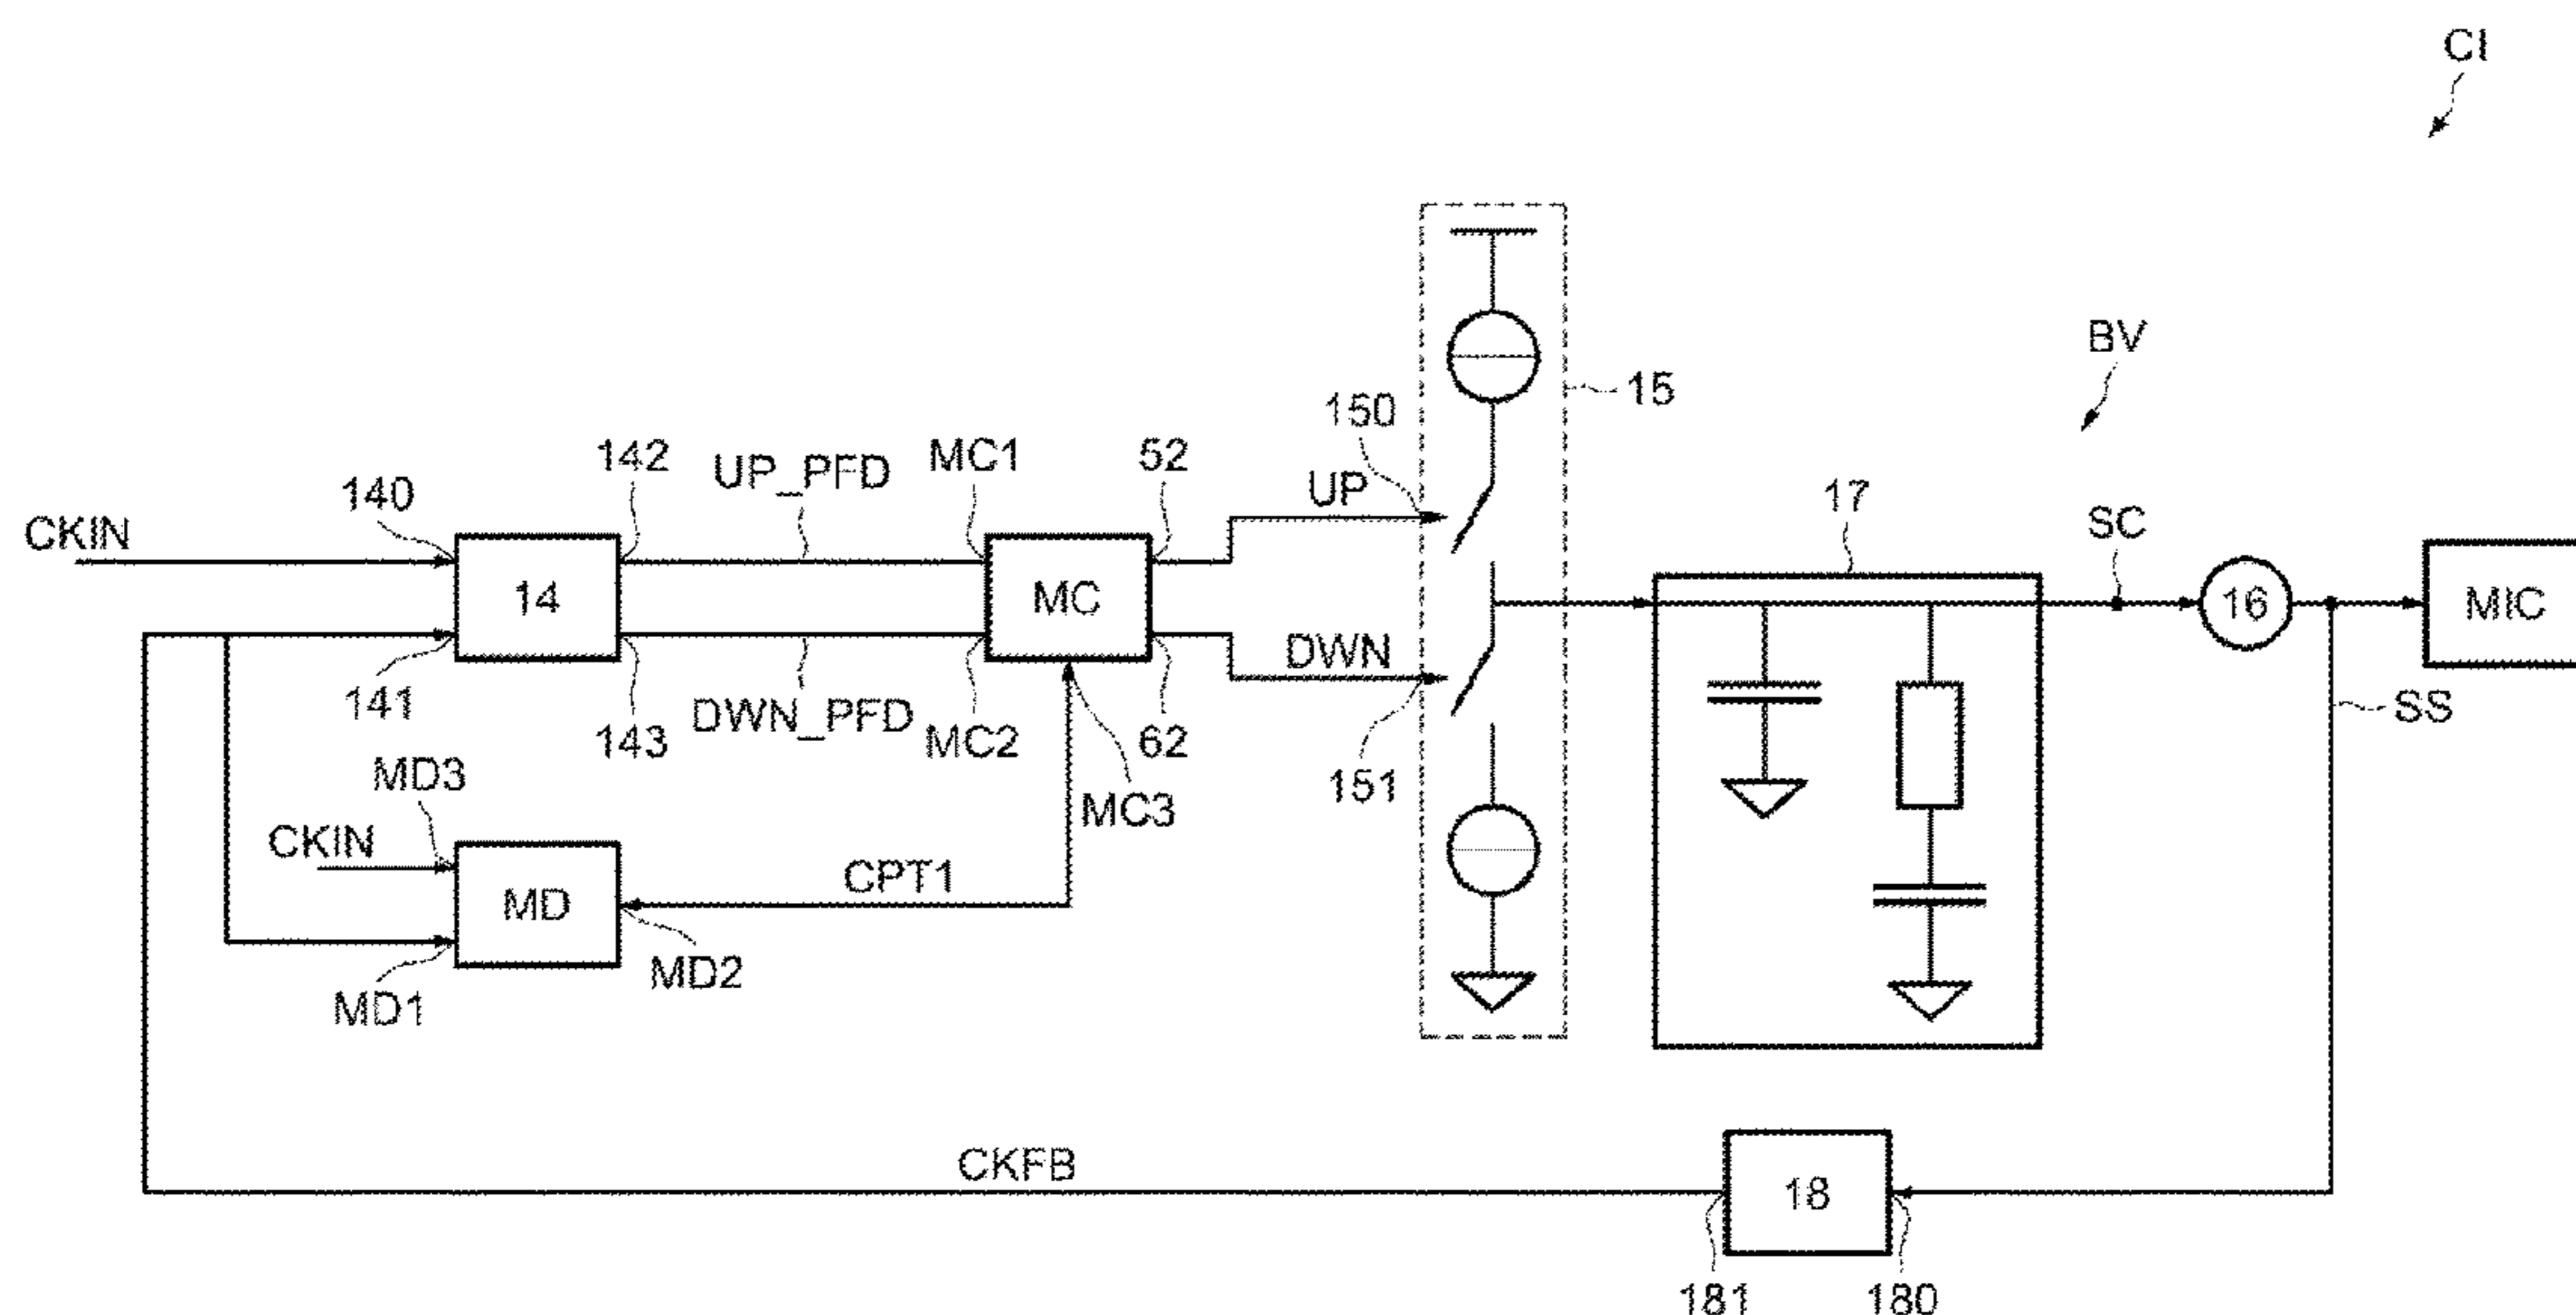 CI
BV
15
150
142
UP_PFD
MC1
52
UP
140
17
SC
CKIN
14
MC
16
MIC
DWN
141
143
DWN_PFD
MC2
62
151
SS
MD3
MC3
CKIN
MD
CPT1
MD2
MD1
CKFB
18
181
180